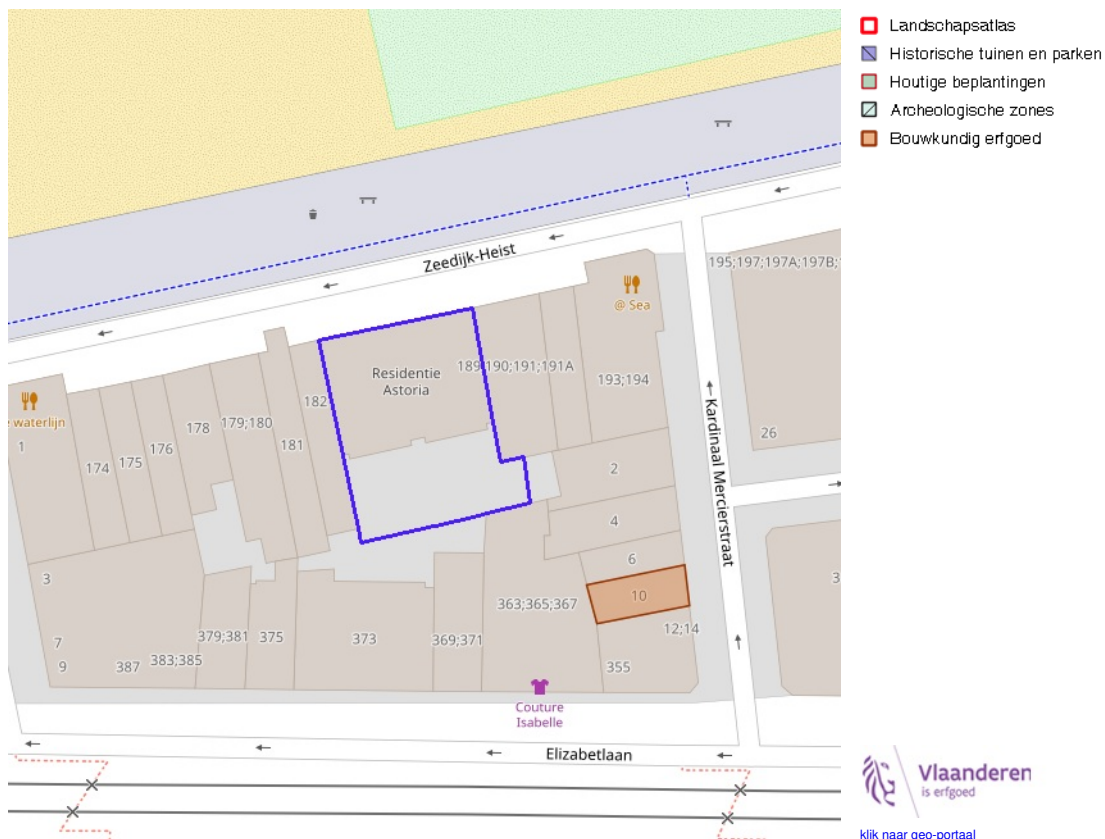 Landschapsatlas
Historische tuinen en parken
Houtige beplantingen
Archeologische zones
Bouwkundig erfgoed
Zeedijk-Heist
195;197;197A;197B;
@ Sea
Residentie
Astoria
189;190;191;191A
193;194
182
waterlijn
1
174
175
176
178
179;180
181
26
2
4
6
10
12;14
Kardinaal Mercierstraat
3
3
7
9
387
383;385
379;381
375
373
369;371
363;365;367
355
Couture
Isabelle
Elizabetlaan
Vlaanderen
is erfgoed
klik naar geo-portaal